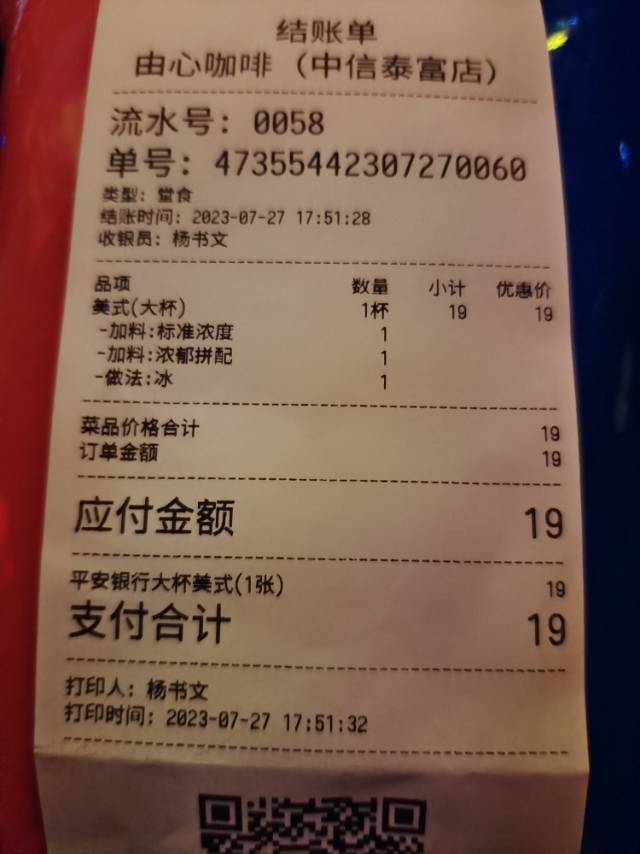 结账单
由心咖啡（中信泰富店）
流水号：0058
单号：47355442307270060
类型：堂食
结账时间：2023-07-27 17:51:28
收银员：杨书文
品项 数量 小计 优惠价
美式(大杯) 1杯 19 19
-加料:标准浓度 1
-加料:浓郁拼配 1
-做法:冰 1
菜品价格合计 19
订单金额 19
应付金额 19
平安银行大杯美式(1张) 19
支付合计 19
打印人：杨书文
打印时间：2023-07-27 17:51:32